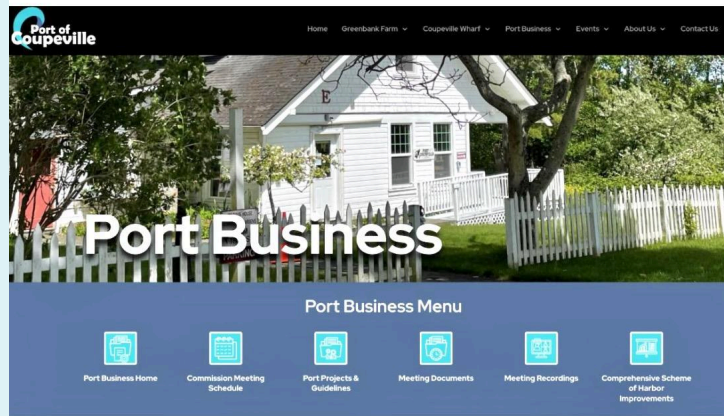 Port of
Coupeville
Home Greenbank Farm Coupeville Wharf Port Business Events About Us Contact Us
E
Port Business
PARKING
Port Business Menu
Port Business Home
Commission Meeting
Schedule
Port Projects &
Guidelines
Meeting Documents
Meeting Recordings
Comprehensive Scheme
of Harbor
Improvements